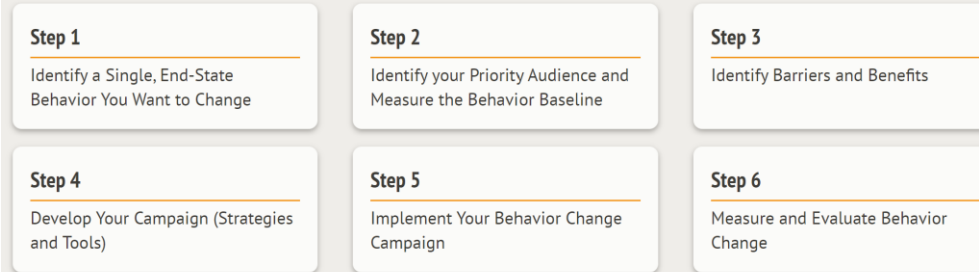 Step 1
Identify a Single, End-State
Behavior You Want to Change
Step 2
Identify your Priority Audience and
Measure the Behavior Baseline
Step 3
Identify Barriers and Benefits
Step 4
Develop Your Campaign (Strategies
and Tools)
Step 5
Implement Your Behavior Change
Campaign
Step 6
Measure and Evaluate Behavior
Change